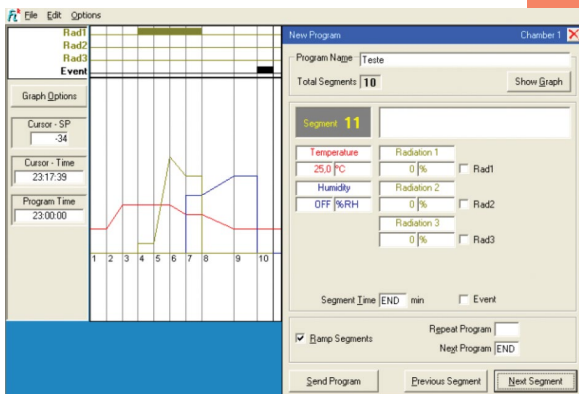 File Edit Options
Rad1
Rad2
Rad3
Event
Graph Options
Cursor - SP
-34
Cursor - Time
23:17:39
Program Time
23:00:00
1 2 3 4 5 6 7 8 9 10
New Program Chamber 1
Program Name Teste
Total Segments 10 Show Graph
Segment 11
Temperature Radiation 1
25,0 ºC 0 % Rad1
Humidity Radiation 2
OFF %RH 0 % Rad2
Radiation 3
0 % Rad3
Segment Time END min Event
Ramp Segments
Repeat Program
Next Program END
Send Program Previous Segment Next Segment